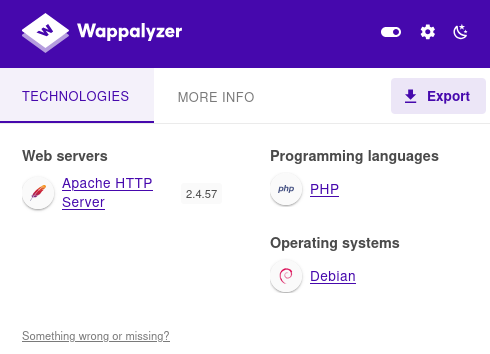 Wappalyzer
TECHNOLOGIES
MORE INFO
Export
Web servers
Apache HTTP
Server
2.4.57
Programming languages
php
PHP
Operating systems
Debian
Something wrong or missing?